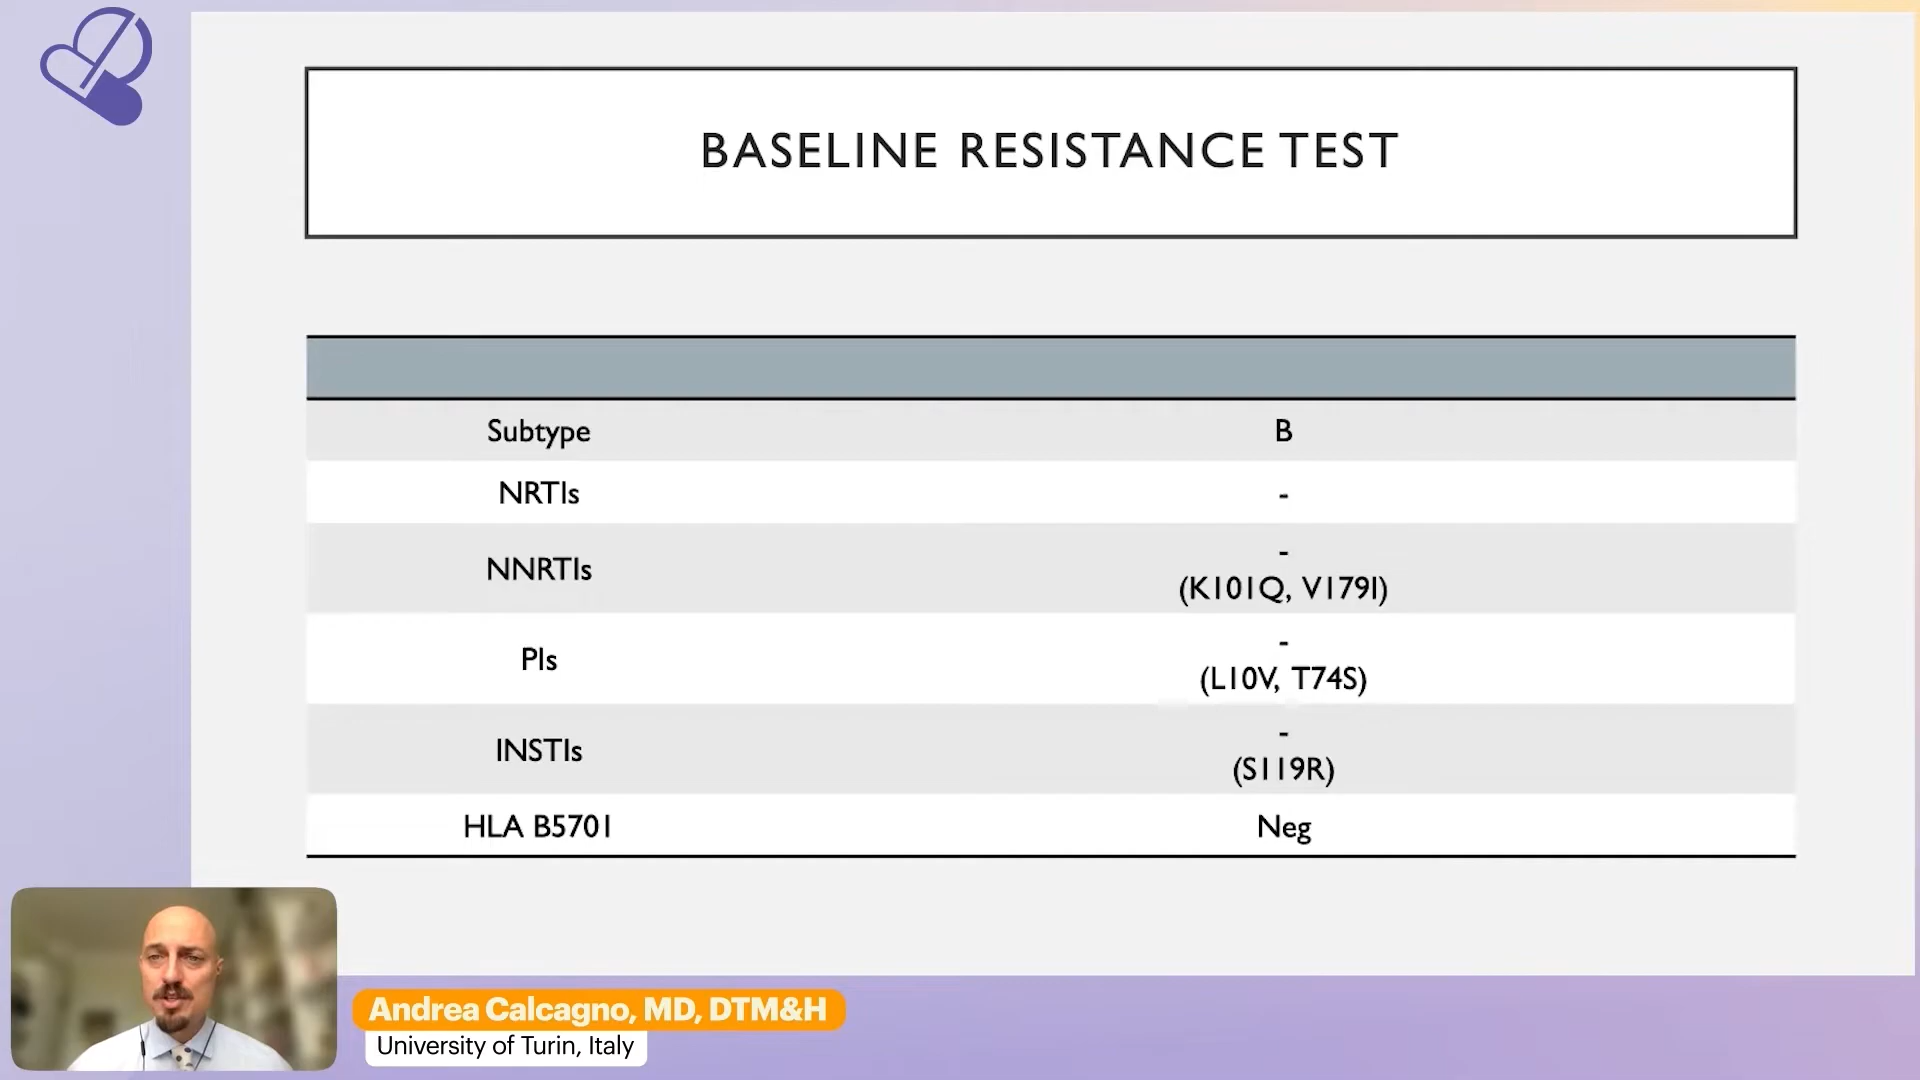 BASELINE RESISTANCE TEST
Subtype B
NRTIs -
NNRTIs -
(K101Q, V179I)
PIs -
(L10V, T74S)
INSTIs -
(S119R)
HLA B5701 Neg
Andrea Calcagno, MD, DTM&H
University of Turin, Italy